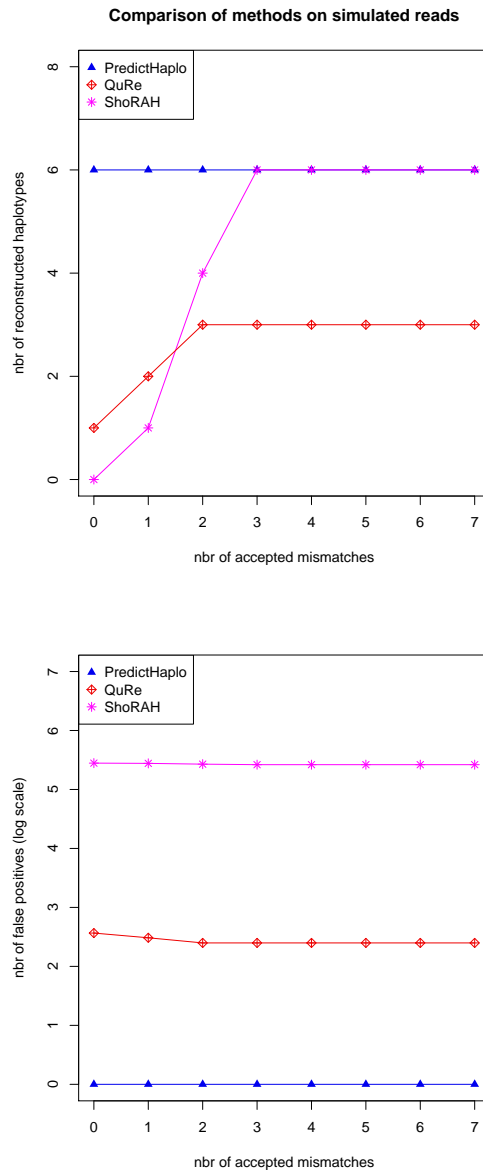 Comparison of methods on simulated reads
PredictHaplo
QuRe
ShoRAH
nbr of reconstructed haplotypes
8
6
4
2
0
0 1 2 3 4 5 6 7
nbr of accepted mismatches
PredictHaplo
QuRe
ShoRAH
nbr of false positives (log scale)
7
6
5
4
3
2
1
0
0 1 2 3 4 5 6 7
nbr of accepted mismatches